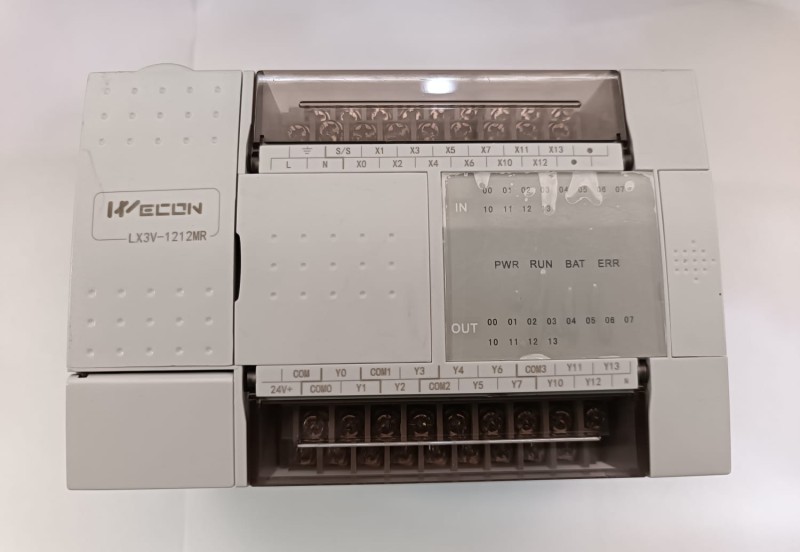 ⏚ S/S X1 X3 X5 X7 X11 X13 ●
L N X0 X2 X4 X6 X10 X12 ●
WECON
LX3V-1212MR
IN 00 01 02 03 04 05 06 07
10 11 12 13
PWR RUN BAT ERR
OUT 00 01 02 03 04 05 06 07
10 11 12 13
COM Y0 COM1 Y3 Y4 Y6 COM3 Y11 Y13
24V+ COM0 Y1 Y2 COM2 Y5 Y7 Y10 Y12